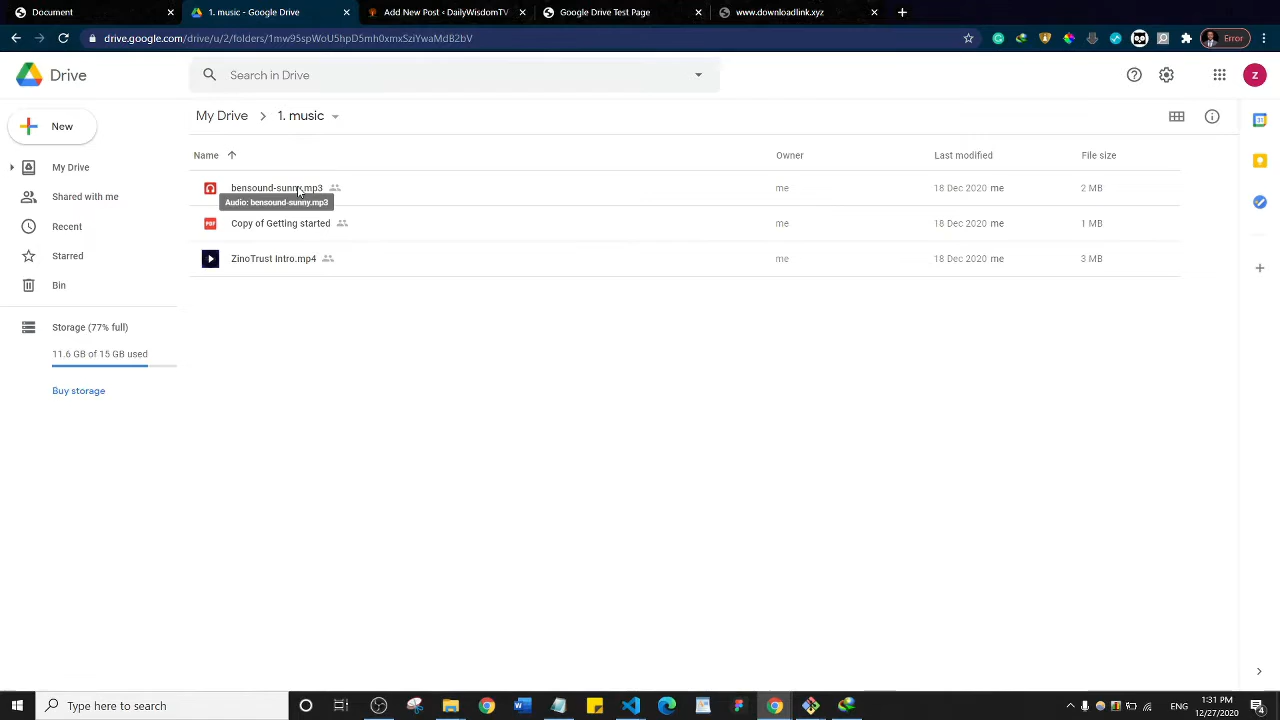 Document
1. music - Google Drive
Add New Post ‹ DailyWisdomTV
Google Drive Test Page
www.downloadlink.xyz
drive.google.com/drive/u/2/folders/1mw95spWoU5hpD5mh0xmxSziYwaMdB2bV
Error
Drive
Search in Drive
Z
New
My Drive
1. music
Name
Owner
Last modified
File size
My Drive
bensound-sunny.mp3
me
18 Dec 2020 me
2 MB
Audio: bensound-sunny.mp3
Shared with me
PDF
Copy of Getting started
me
18 Dec 2020 me
1 MB
Recent
Starred
ZinoTrust Intro.mp4
me
18 Dec 2020 me
3 MB
Bin
Storage (77% full)
11.6 GB of 15 GB used
Buy storage
Type here to search
ENG
1:31 PM
12/27/2020